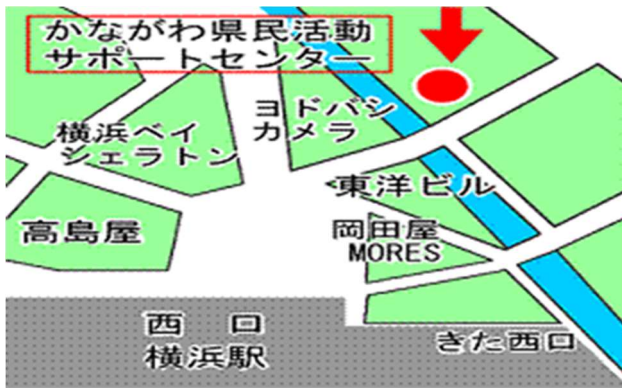 かながわ県民活動
サポートセンター
ヨドバシ
カメラ
横浜ベイ
シェラトン
東洋ビル
高島屋
岡田屋
MORES
西 口
横浜駅
きた西口